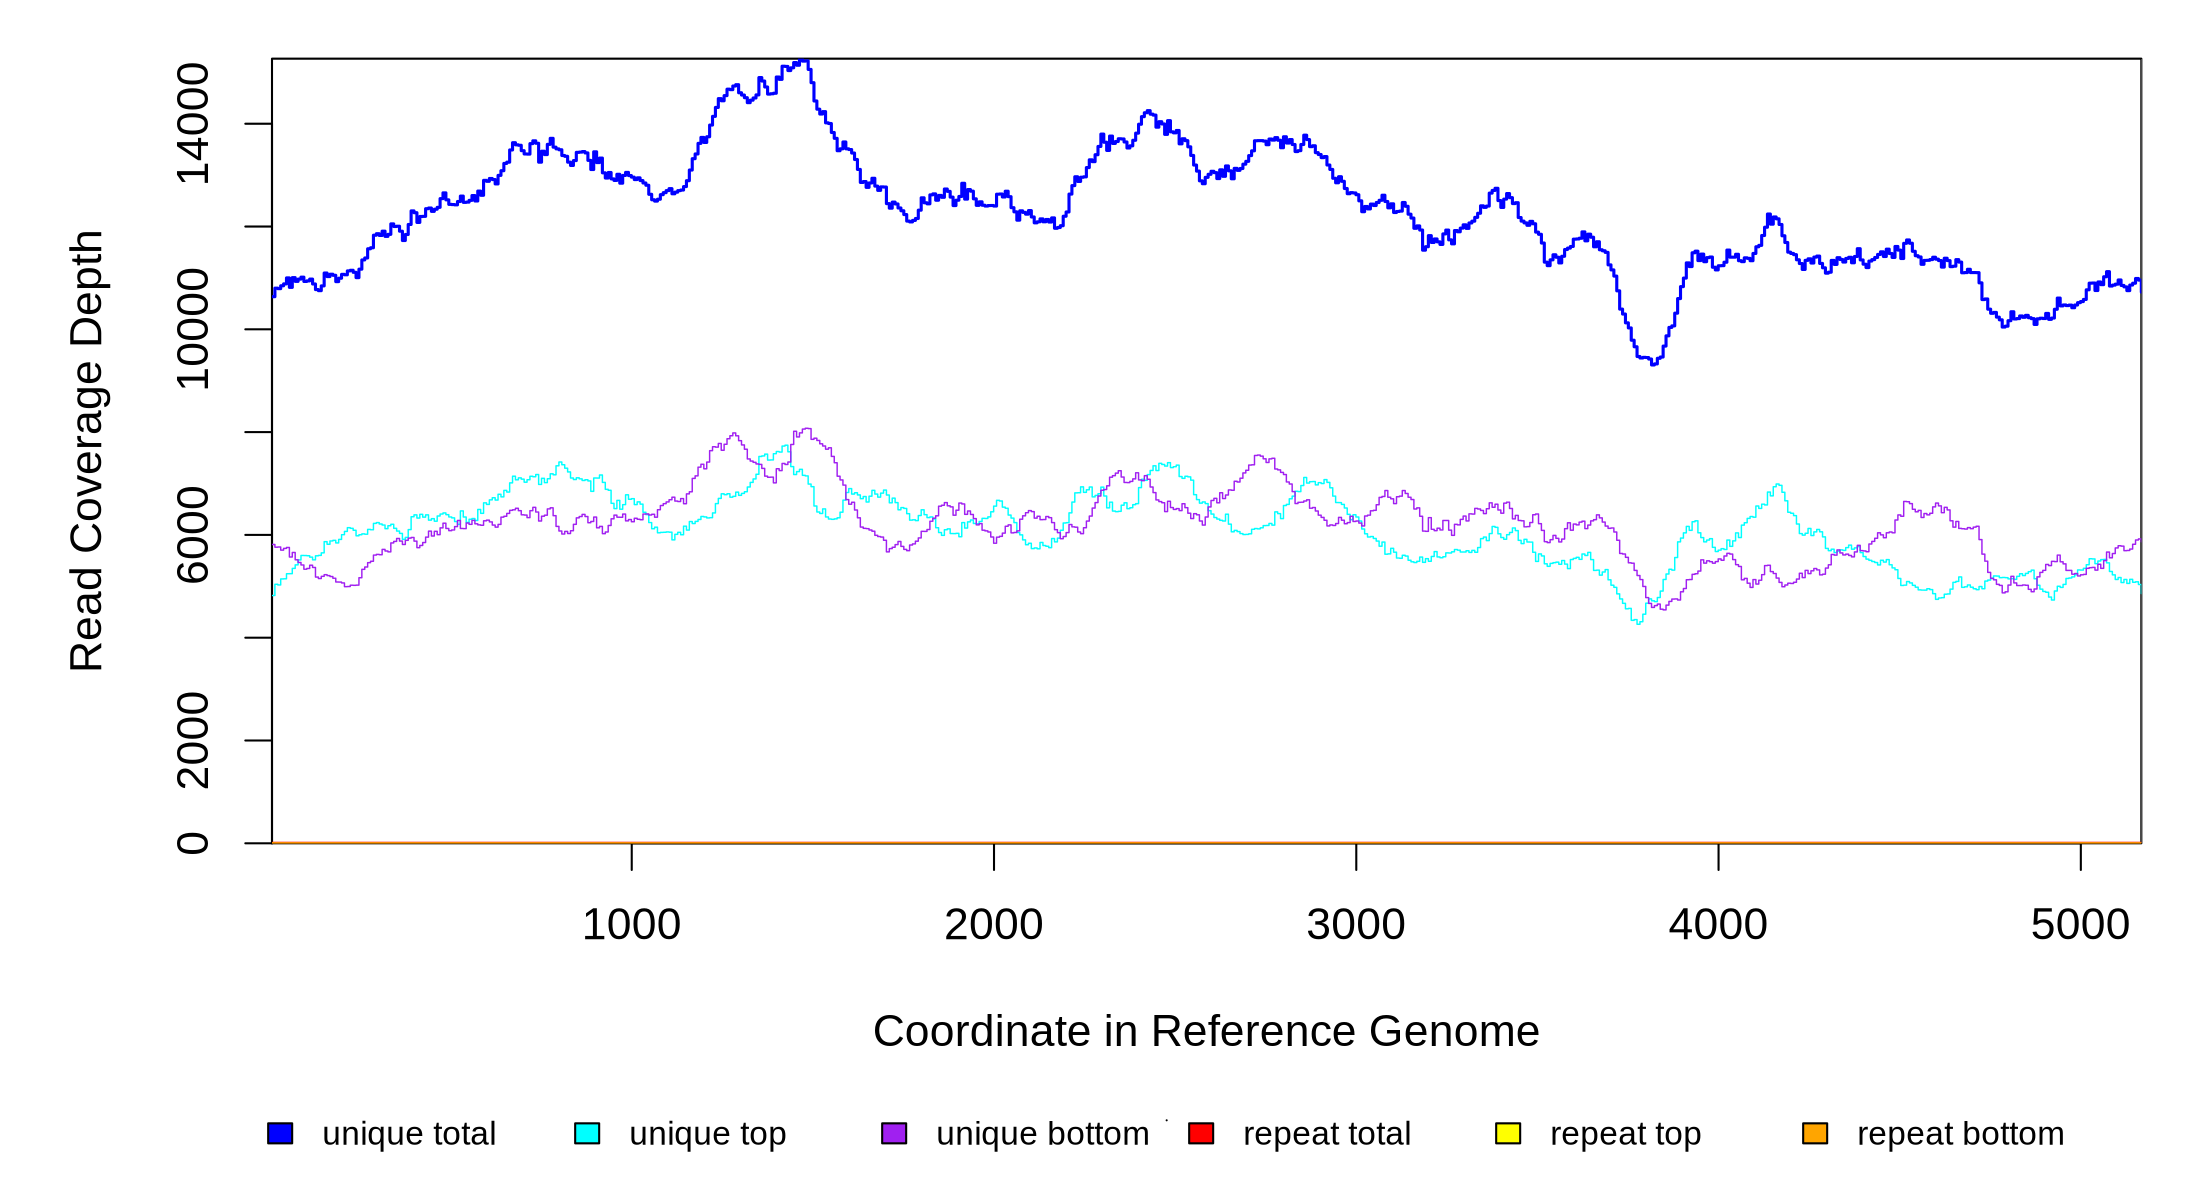 Read Coverage Depth
14000
10000
6000
2000
0
1000 2000 3000 4000 5000
Coordinate in Reference Genome
unique total unique top unique bottom repeat total repeat top repeat bottom